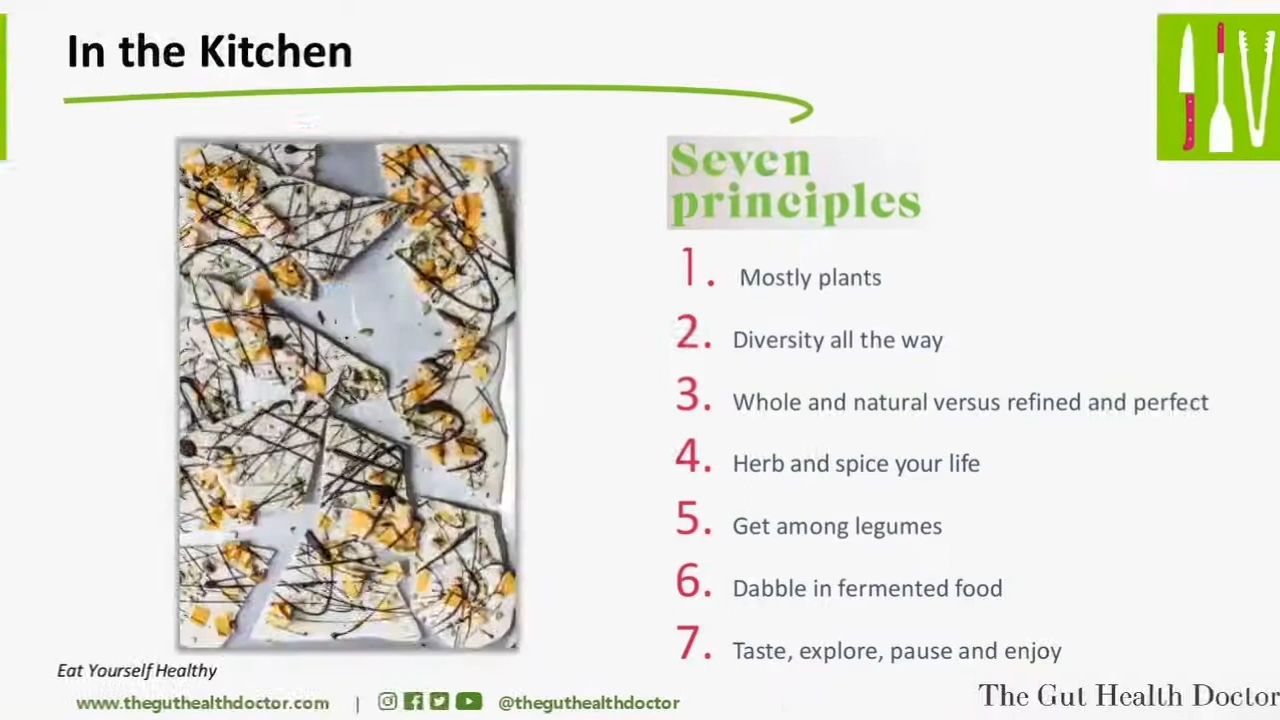 In the Kitchen
Seven
principles
1. Mostly plants
2. Diversity all the way
3. Whole and natural versus refined and perfect
4. Herb and spice your life
5. Get among legumes
6. Dabble in fermented food
7. Taste, explore, pause and enjoy
Eat Yourself Healthy
www.theguthealthdoctor.com | @theguthealthdoctor
The Gut Health Doctor